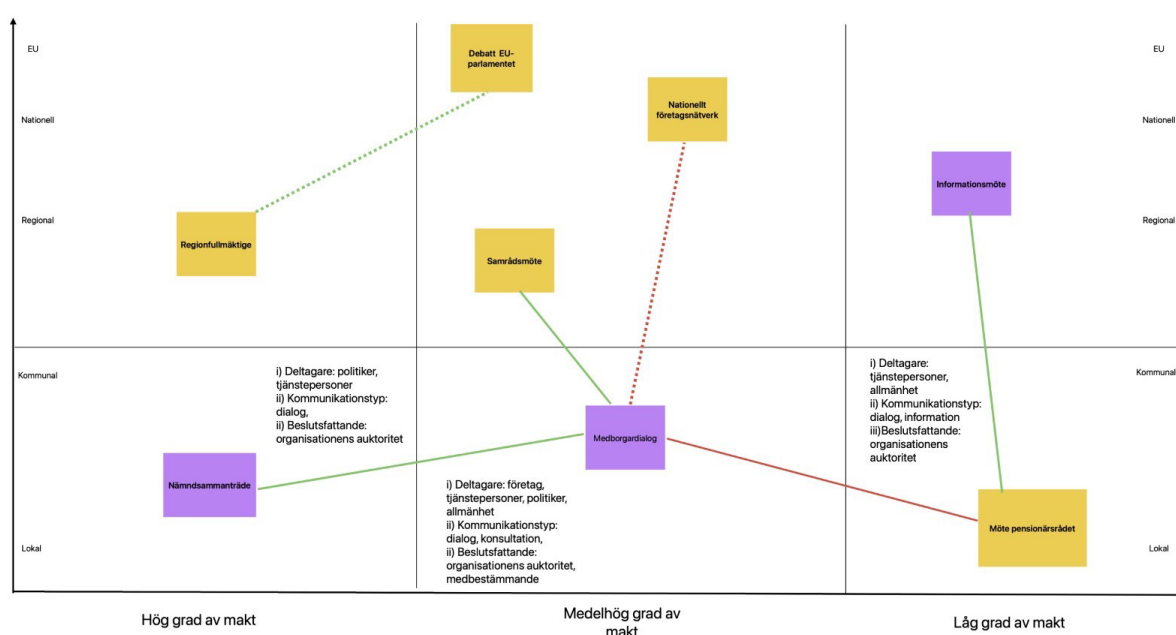 EU
Nationell
Regional
Kommunal
Lokal
Debatt EU-
parlamentet
Nationellt
företagsnätverk
Regionfullmäktige
Samrådsmöte
Informationsmöte
EU
Nationell
Regional
Kommunal
Lokal
i) Deltagare: politiker,
tjänstepersoner
ii) Kommunikationstyp:
dialog,
ii) Beslutsfattande:
organisationens auktoritet
Nämndsammanträde
Medborgardialog
i) Deltagare: företag,
tjänstepersoner, politiker,
allmänhet
ii) Kommunikationstyp:
dialog, konsultation,
ii) Beslutsfattande:
organisationens auktoritet,
medbestämmande
i) Deltagare:
tjänstepersoner,
allmänhet
ii) Kommunikationstyp:
dialog, information
iii)Beslutsfattande:
organisationens
auktoritet
Möte pensionärsrådet
Hög grad av makt
Medelhög grad av
makt
Låg grad av makt